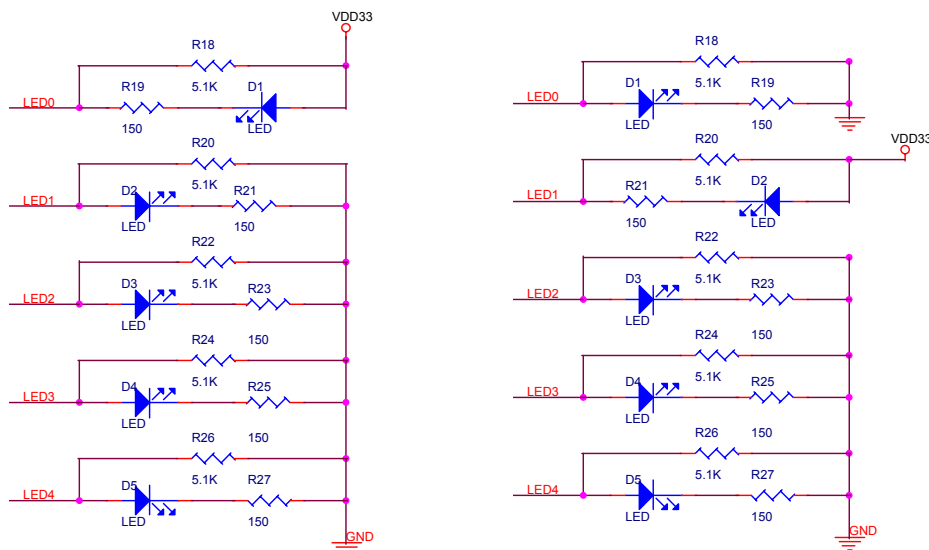 VDD33
R18
5.1K
R19
D1
LED0
150
LED
R20
5.1K
D2
R21
LED1
LED
150
R22
5.1K
D3
R23
LED2
LED
150
R24
5.1K
D4
R25
LED3
LED
150
R26
5.1K
D5
R27
LED4
LED
150
GND
R18
5.1K
D1
R19
LED0
LED
150
VDD33
R20
5.1K
D2
R21
LED1
150
LED
R22
5.1K
D3
R23
LED2
LED
150
R24
5.1K
D4
R25
LED3
LED
150
R26
5.1K
D5
R27
LED4
LED
150
GND